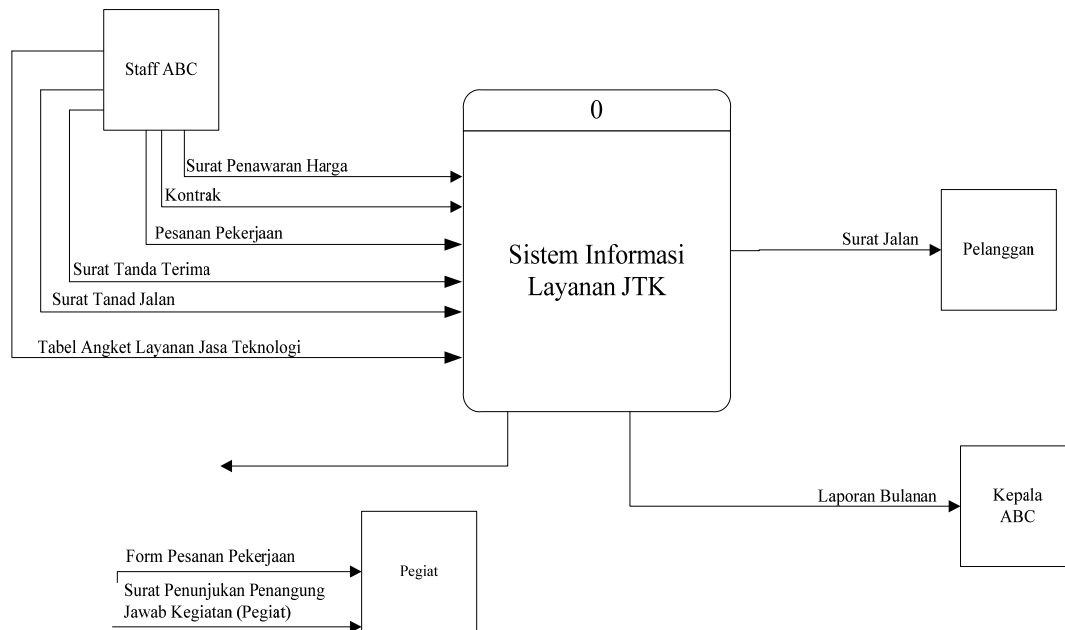 Staff ABC
0
Surat Penawaran Harga
Kontrak
Pesanan Pekerjaan
Surat Tanda Terima
Surat Tanad Jalan
Tabel Angket Layanan Jasa Teknologi
Sistem Informasi
Layanan JTK
Surat Jalan
Pelanggan
Laporan Bulanan
Kepala
ABC
Form Pesanan Pekerjaan
Surat Penunjukan Penangung
Jawab Kegiatan (Pegiat)
Pegiat